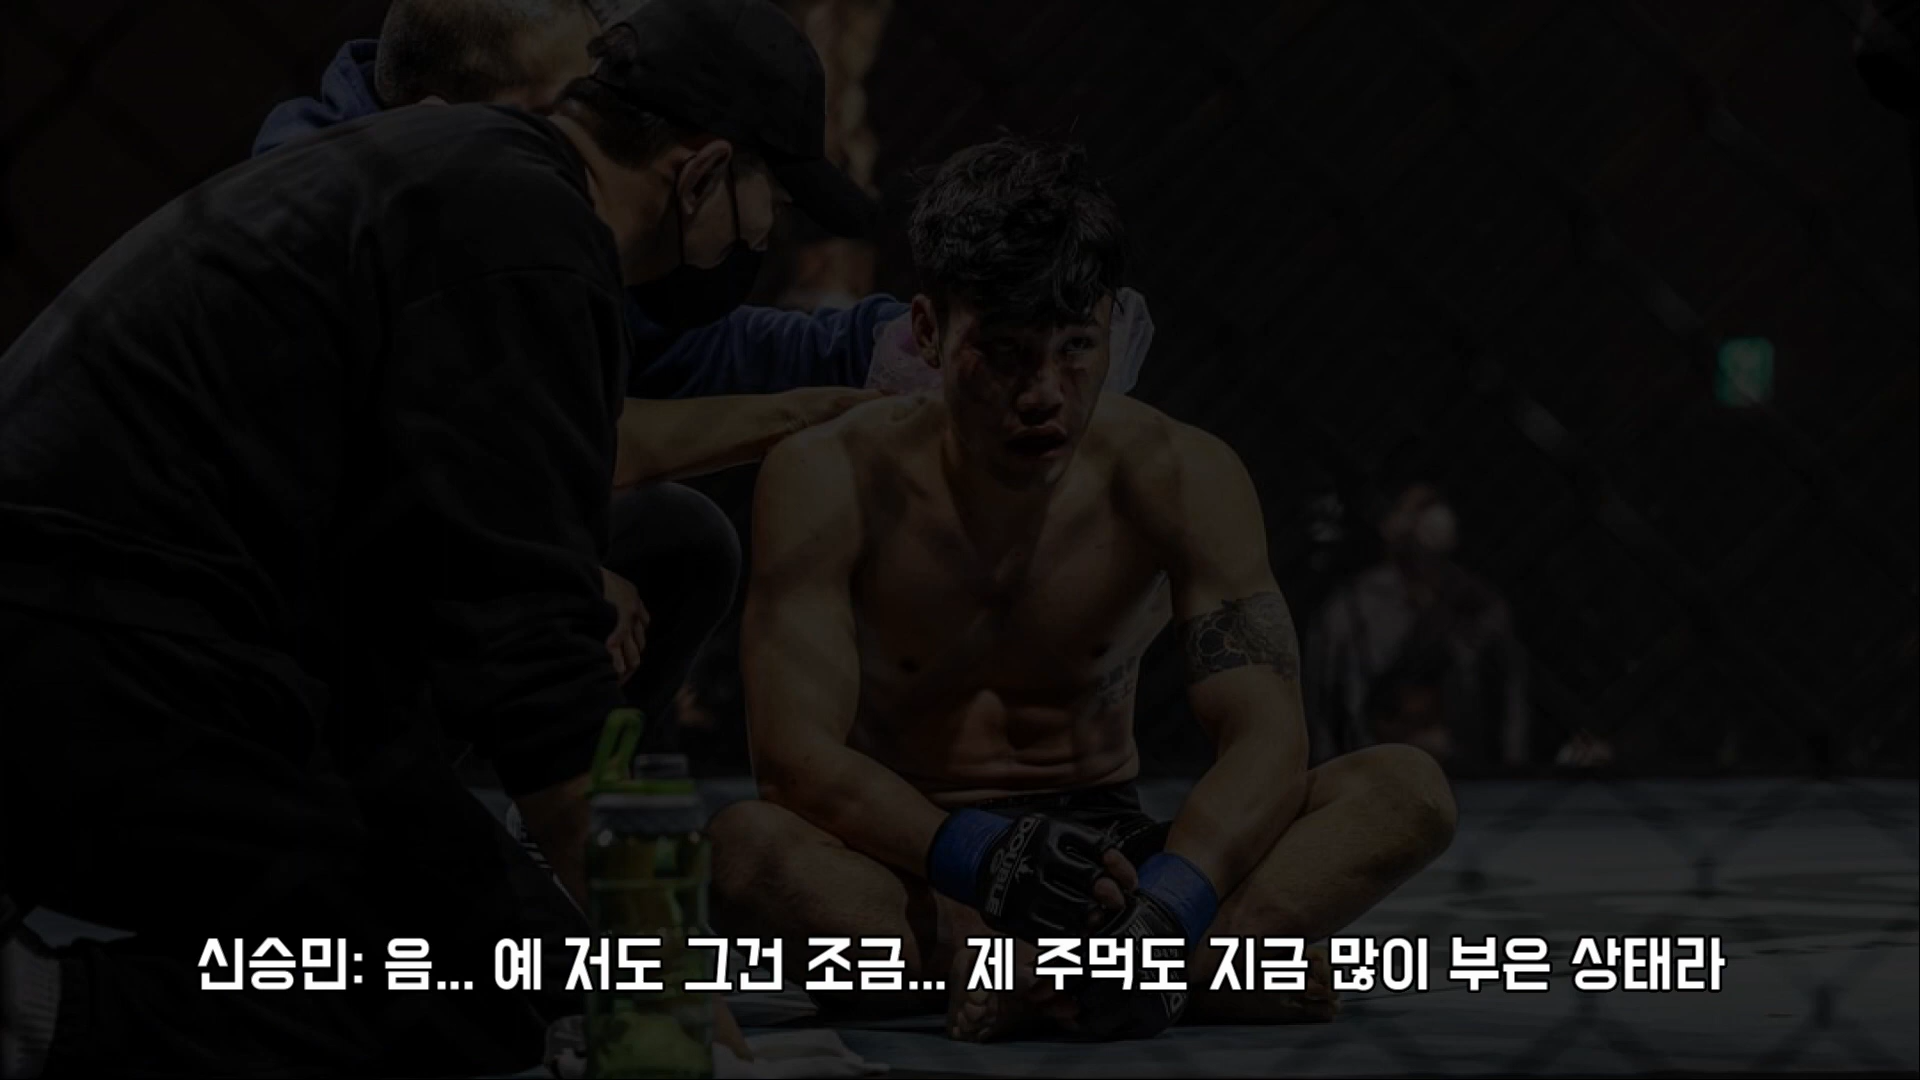 DOUBLE
신승민: 음... 예 저도 그건 조금... 제 주먹도 지금 많이 부은 상태라